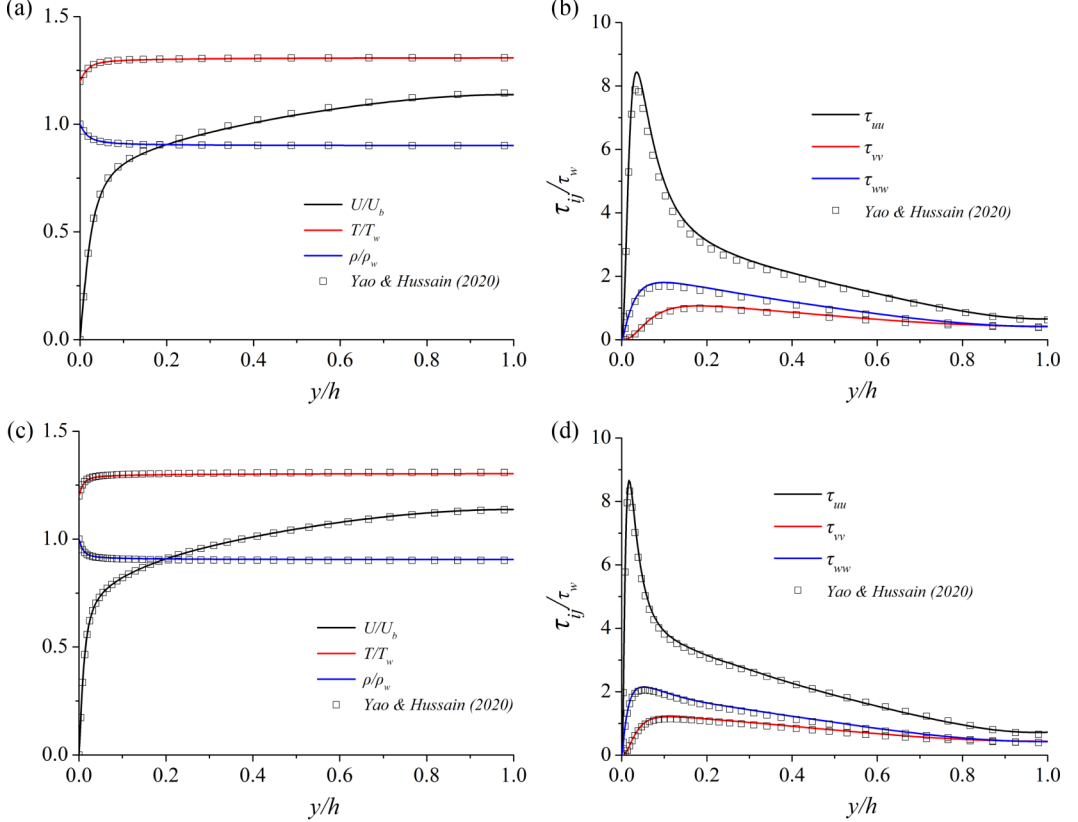 (a)
1.5
1.0
0.5
0.0
0.0 0.2 0.4 0.6 0.8 1.0
y/h
U/U_b
T/T_w
ρ/ρ_w
Yao & Hussain (2020)
(b)
10
8
6
4
2
0
0.0 0.2 0.4 0.6 0.8 1.0
y/h
τ_ij/τ_w
τ_uu
τ_vv
τ_ww
Yao & Hussain (2020)
(c)
1.5
1.0
0.5
0.0
0.0 0.2 0.4 0.6 0.8 1.0
y/h
U/U_b
T/T_w
ρ/ρ_w
Yao & Hussain (2020)
(d)
10
8
6
4
2
0
0.0 0.2 0.4 0.6 0.8 1.0
y/h
τ_ij/τ_w
τ_uu
τ_vv
τ_ww
Yao & Hussain (2020)